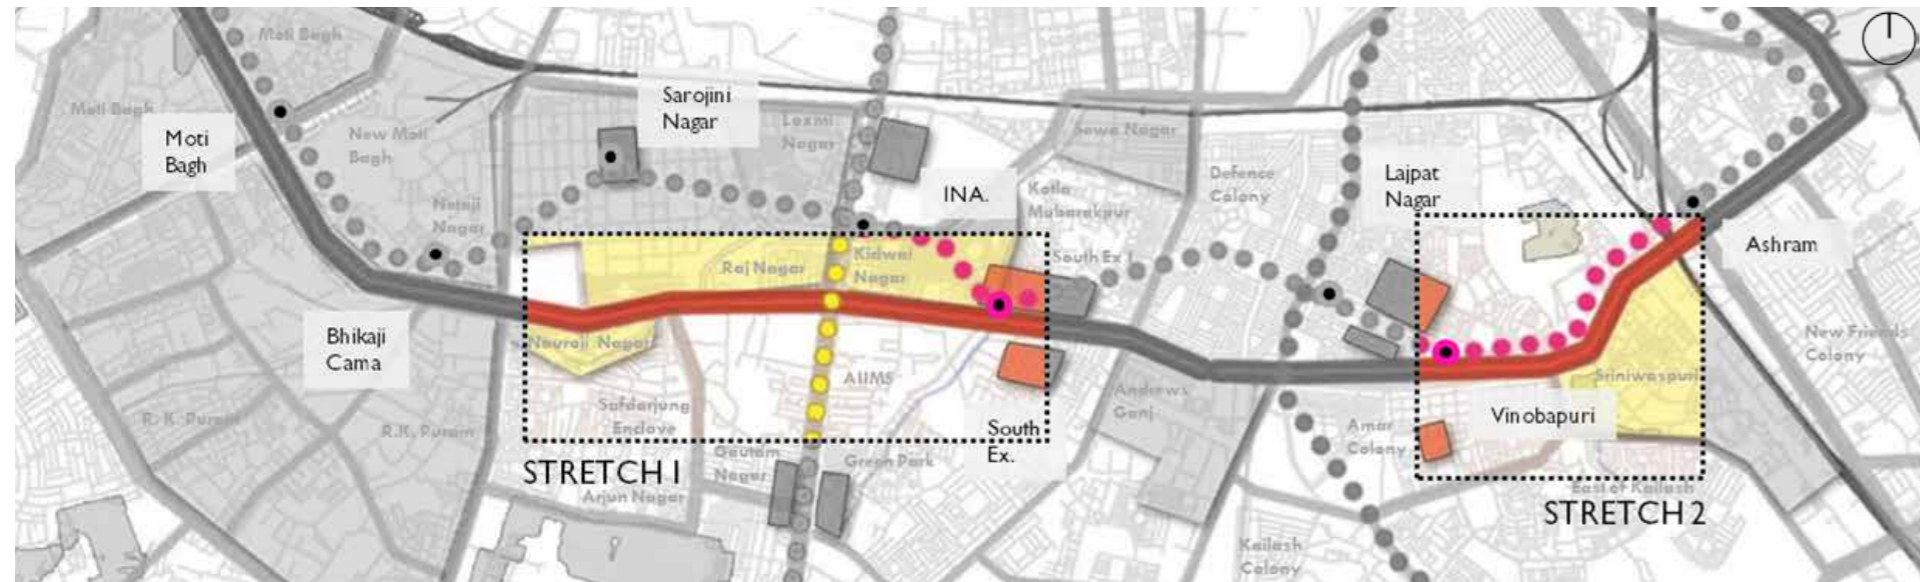 Moti Bagh
Moti Bagh
Moti
Bagh
New Moti
Bagh
Sarojini
Nagar
Laxmi
Nagar
Sewa Nagar
INA.
Kotla
Mubarakpur
Defence
Colony
Lajpat
Nagar
Netaji
Nagar
Raj Nagar
Kidwai
Nagar
South Ex I
Ashram
Bhikaji
Cama
Nauroji Nagar
AIIMS
Safdarjung
Enclave
Andrews
Ganj
New Friends
Colony
Sriniwaspuri
Vinobapuri
R. K. Puram
R.K. Puram
South
Ex.
Amar
Colony
Gautam
Nagar
Green Park
STRETCH 1
Arjun Nagar
East of Kailash
STRETCH 2
Kailash
Colony